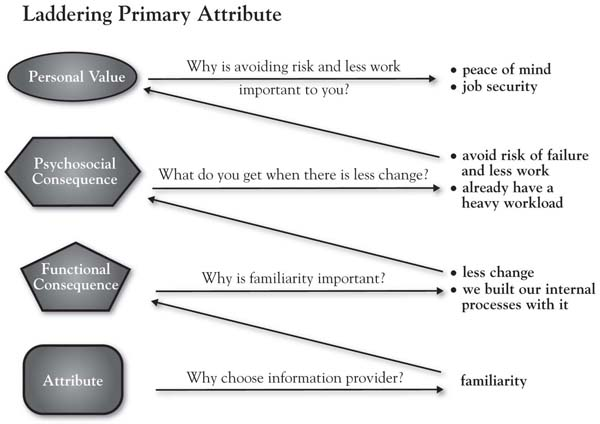 Laddering Primary Attribute
Personal Value
Why is avoiding risk and less work
important to you?
• peace of mind
• job security
Psychosocial
Consequence
What do you get when there is less change?
• avoid risk of failure
and less work
• already have a
heavy workload
Functional
Consequence
Why is familiarity important?
• less change
• we built our internal
processes with it
Attribute
Why choose information provider?
familiarity